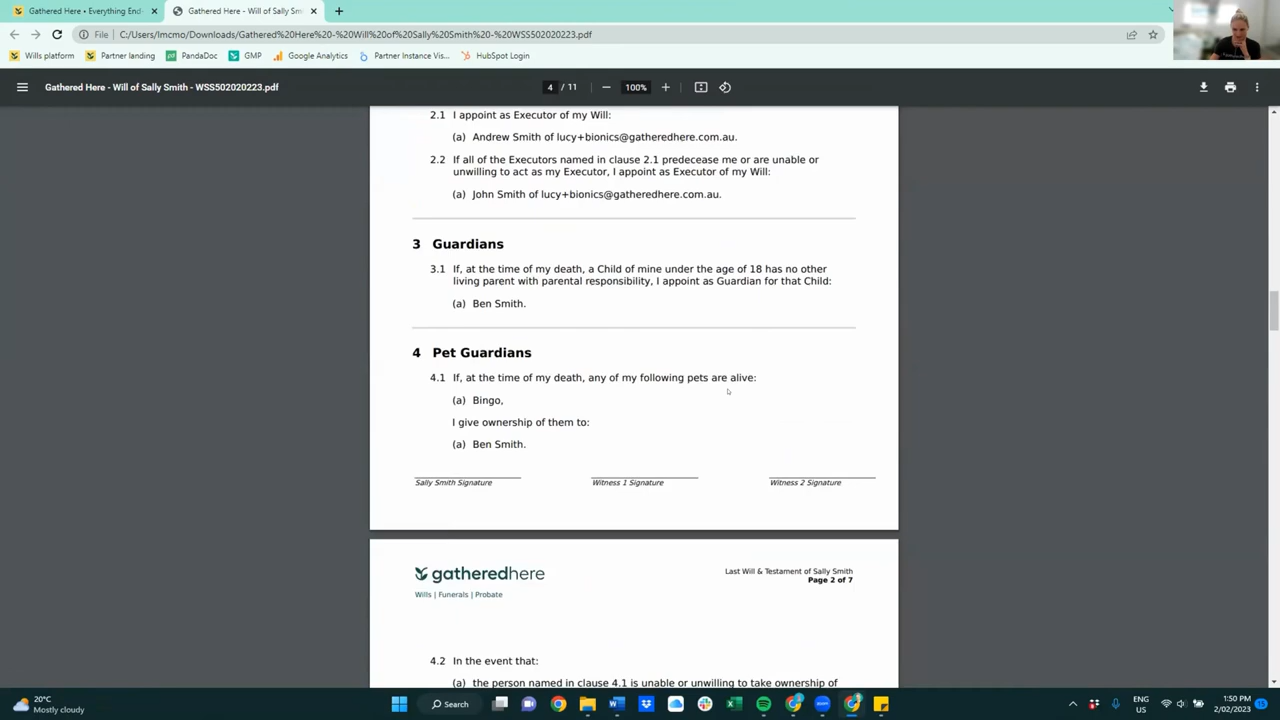 Gathered Here • Everything End-
Gathered Here - Will of Sally Sm
File
C:/Users/lmcmo/Downloads/Gathered%20Here%20-%20Will%20of%20Sally%20Smith%20-%20WSS502020223.pdf
Wills platform
Partner landing
PandaDoc
GMP
Google Analytics
Partner Instance Vis...
HubSpot Login
Gathered Here - Will of Sally Smith - WSS502020223.pdf
4 / 11
100%
2.1 I appoint as Executor of my Will:
(a) Andrew Smith of lucy+bionics@gatheredhere.com.au.
2.2 If all of the Executors named in clause 2.1 predecease me or are unable or
unwilling to act as my Executor, I appoint as Executor of my Will:
(a) John Smith of lucy+bionics@gatheredhere.com.au.
3 Guardians
3.1 If, at the time of my death, a Child of mine under the age of 18 has no other
living parent with parental responsibility, I appoint as Guardian for that Child:
(a) Ben Smith.
4 Pet Guardians
4.1 If, at the time of my death, any of my following pets are alive:
(a) Bingo,
I give ownership of them to:
(a) Ben Smith.
Sally Smith Signature
Witness 1 Signature
Witness 2 Signature
gatheredhere
Wills | Funerals | Probate
Last Will & Testament of Sally Smith
Page 2 of 7
4.2 In the event that:
(a) the person named in clause 4.1 is unable or unwilling to take ownership of
20°C
Mostly cloudy
Search
ENG
US
1:50 PM
2/02/2023